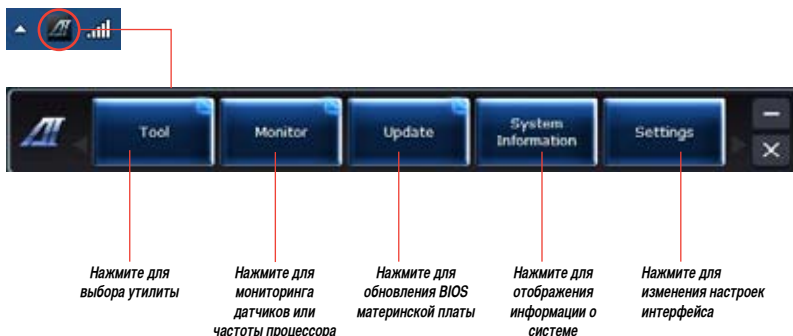 Tool
Monitor
Update
System
Information
Settings
Нажмите для
выбора утилиты
Нажмите для
мониторинга
датчиков или
частоты процессора
Нажмите для
обновления BIOS
материнской платы
Нажмите для
отображения
информации о
системе
Нажмите для
изменения настроек
интерфейса